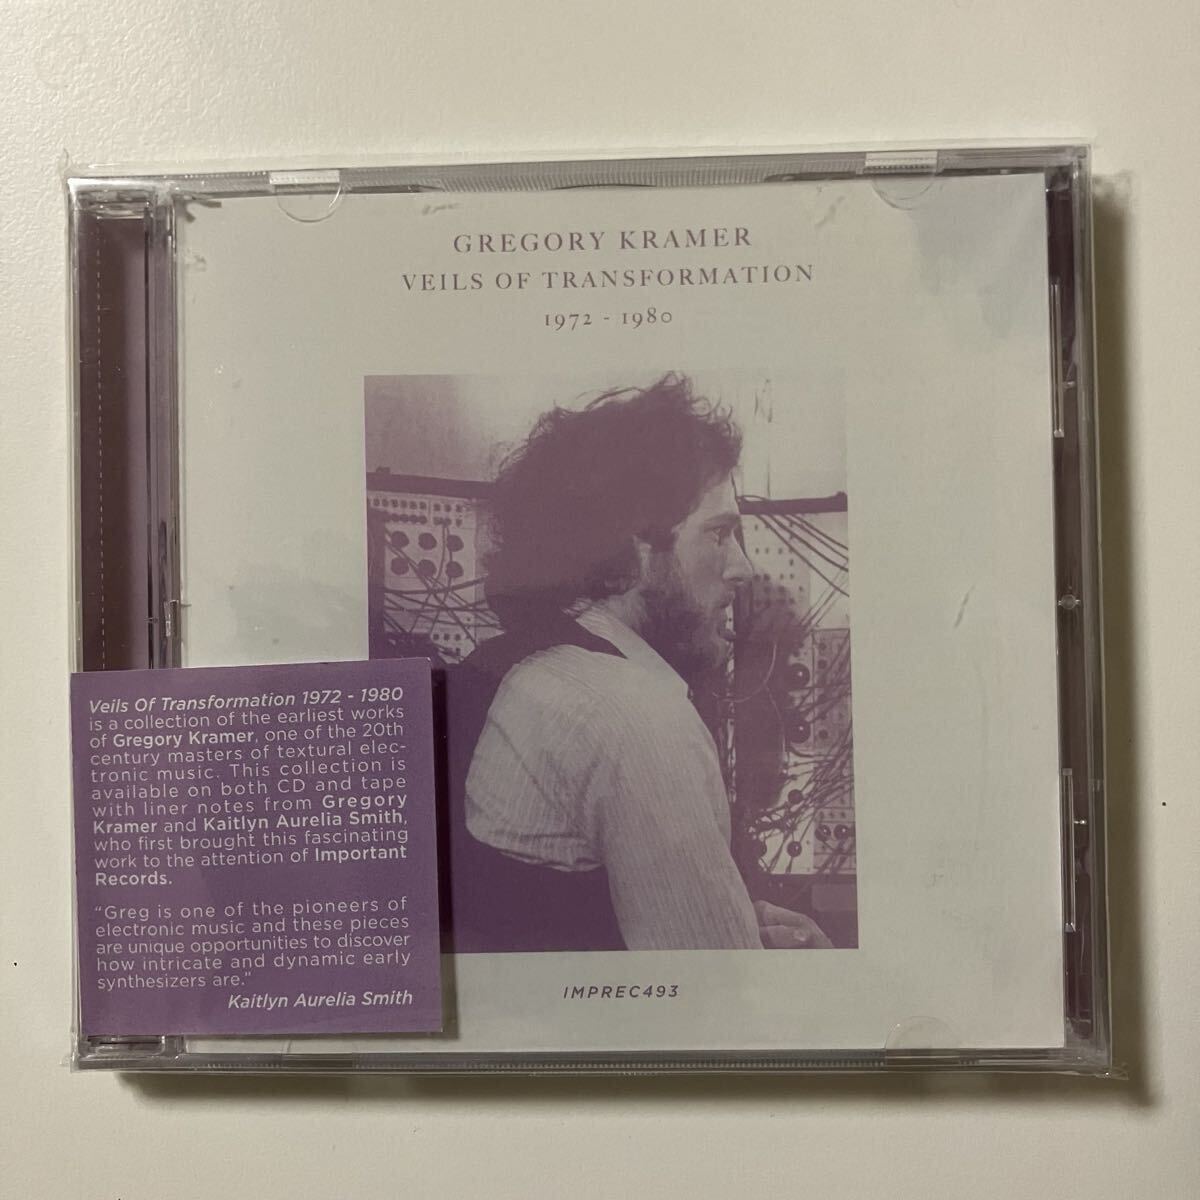 GREGORY KRAMER
VEILS OF TRANSFORMATION
1972 - 1980
Veils Of Transformation 1972 - 1980
is a collection of the earliest works
of Gregory Kramer, one of the 20th
century masters of textural elec-
tronic music. This collection is
available on both CD and tape
with liner notes from Gregory
Kramer and Kaitlyn Aurelia Smith,
who first brought this fascinating
work to the attention of Important
Records.
"Greg is one of the pioneers of
electronic music and these pieces
are unique opportunities to discover
how intricate and dynamic early
synthesizers are."
Kaitlyn Aurelia Smith
IMPREC493